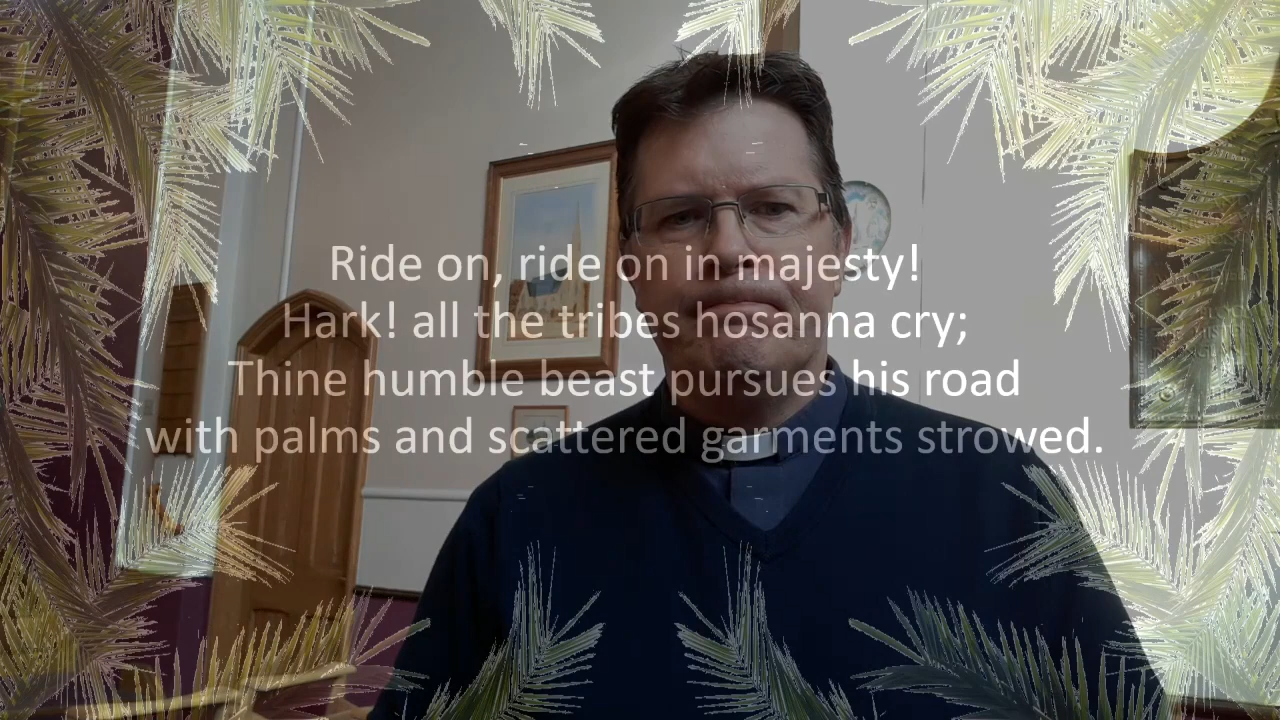 Ride on, ride on in majesty!
Hark! all the tribes hosanna cry;
Thine humble beast pursues his road
with palms and scattered garments strowed.